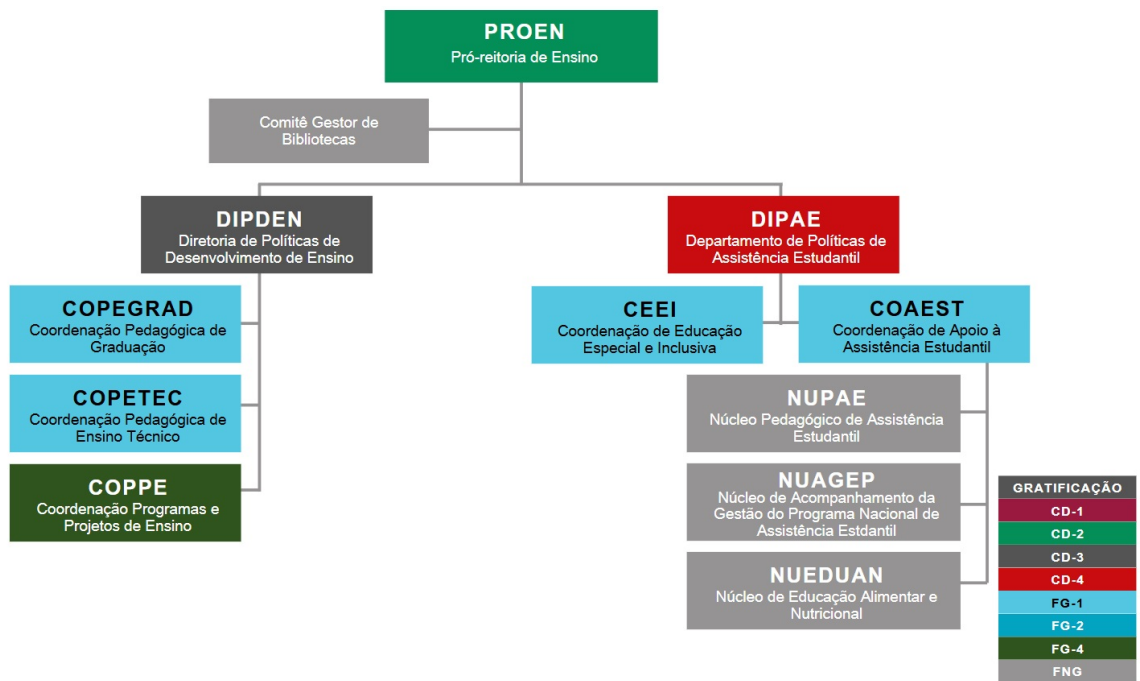 PROEN
Pró-reitoria de Ensino
Comitê Gestor de
Bibliotecas
DIPDEN
Diretoria de Políticas de
Desenvolvimento de Ensino
DIPAE
Departamento de Políticas de
Assistência Estudantil
COPEGRAD
Coordenação Pedagógica de
Graduação
CEEI
Coordenação de Educação
Especial e Inclusiva
COAEST
Coordenação de Apoio à
Assistência Estudantil
COPETEC
Coordenação Pedagógica de
Ensino Técnico
NUPAE
Núcleo Pedagógico de Assistência
Estudantil
COPPE
Coordenação Programas e
Projetos de Ensino
NUAGEP
Núcleo de Acompanhamento da
Gestão do Programa Nacional de
Assistência Estdantil
NUEDUAN
Núcleo de Educação Alimentar e
Nutricional
GRATIFICAÇÃO
CD-1
CD-2
CD-3
CD-4
FG-1
FG-2
FG-4
FNG